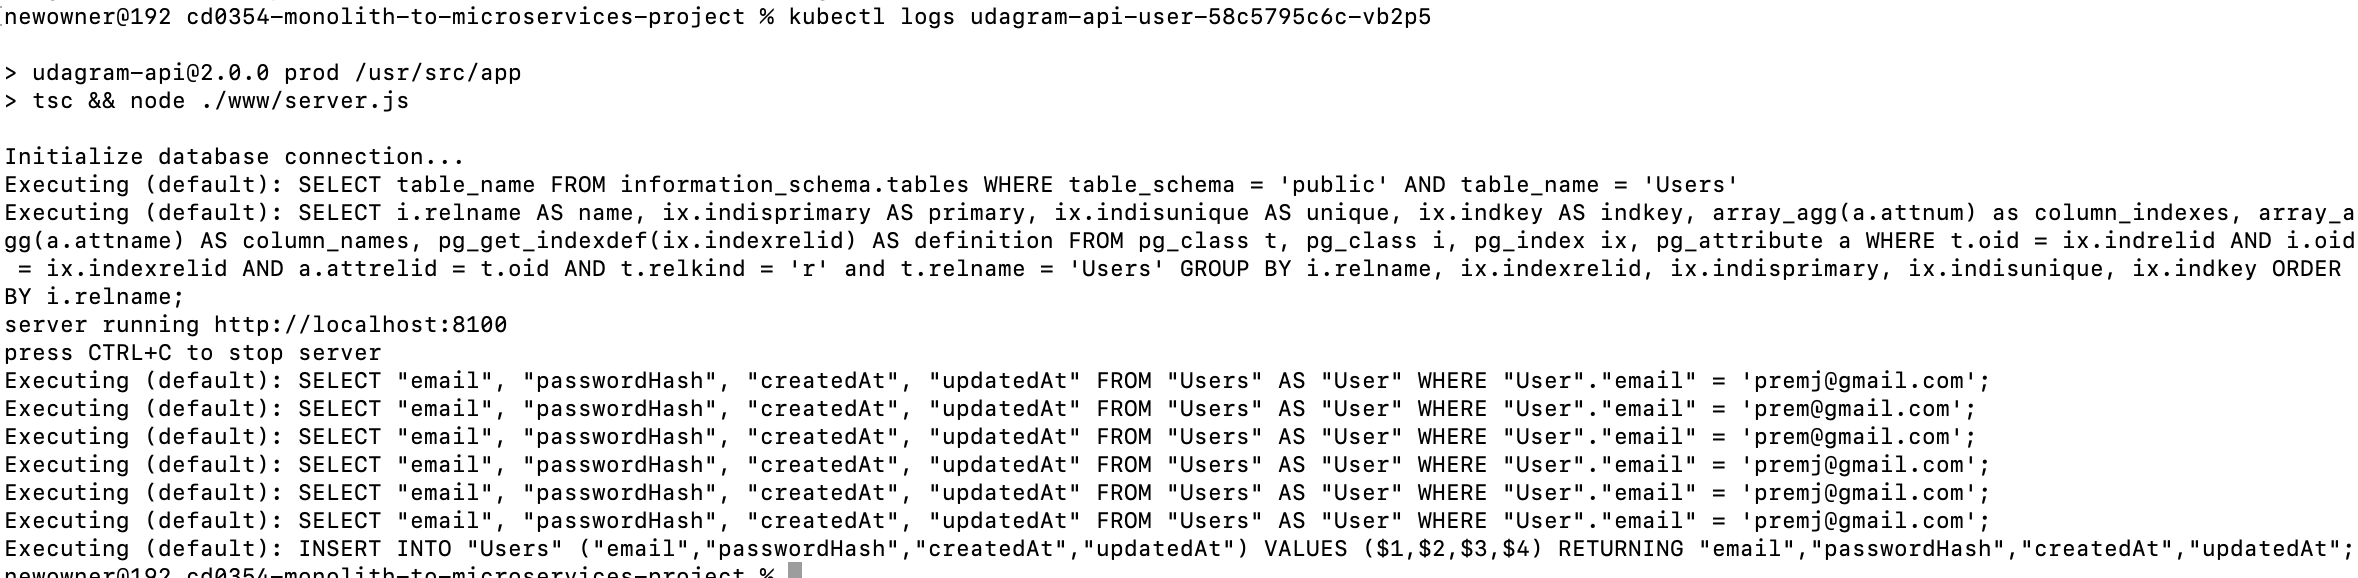 newowner@192 cd0354-monolith-to-microservices-project % kubectl logs udagram-api-user-58c5795c6c-vb2p5
> udagram-api@2.0.0 prod /usr/src/app
> tsc && node ./www/server.js
Initialize database connection...
Executing (default): SELECT table_name FROM information_schema.tables WHERE table_schema = 'public' AND table_name = 'Users'
Executing (default): SELECT i.relname AS name, ix.indisprimary AS primary, ix.indisunique AS unique, ix.indkey AS indkey, array_agg(a.attnum) as column_indexes, array_a
gg(a.attname) AS column_names, pg_get_indexdef(ix.indexrelid) AS definition FROM pg_class t, pg_class i, pg_index ix, pg_attribute a WHERE t.oid = ix.indrelid AND i.oid
 = ix.indexrelid AND a.attrelid = t.oid AND t.relkind = 'r' and t.relname = 'Users' GROUP BY i.relname, ix.indexrelid, ix.indisprimary, ix.indisunique, ix.indkey ORDER
BY i.relname;
server running http://localhost:8100
press CTRL+C to stop server
Executing (default): SELECT "email", "passwordHash", "createdAt", "updatedAt" FROM "Users" AS "User" WHERE "User"."email" = 'premj@gmail.com';
Executing (default): SELECT "email", "passwordHash", "createdAt", "updatedAt" FROM "Users" AS "User" WHERE "User"."email" = 'prem@gmail.com';
Executing (default): SELECT "email", "passwordHash", "createdAt", "updatedAt" FROM "Users" AS "User" WHERE "User"."email" = 'prem@gmail.com';
Executing (default): SELECT "email", "passwordHash", "createdAt", "updatedAt" FROM "Users" AS "User" WHERE "User"."email" = 'premj@gmail.com';
Executing (default): SELECT "email", "passwordHash", "createdAt", "updatedAt" FROM "Users" AS "User" WHERE "User"."email" = 'premj@gmail.com';
Executing (default): SELECT "email", "passwordHash", "createdAt", "updatedAt" FROM "Users" AS "User" WHERE "User"."email" = 'premj@gmail.com';
Executing (default): INSERT INTO "Users" ("email","passwordHash","createdAt","updatedAt") VALUES ($1,$2,$3,$4) RETURNING "email","passwordHash","createdAt","updatedAt";
newowner@192 cd0354-monolith-to-microservices-project %